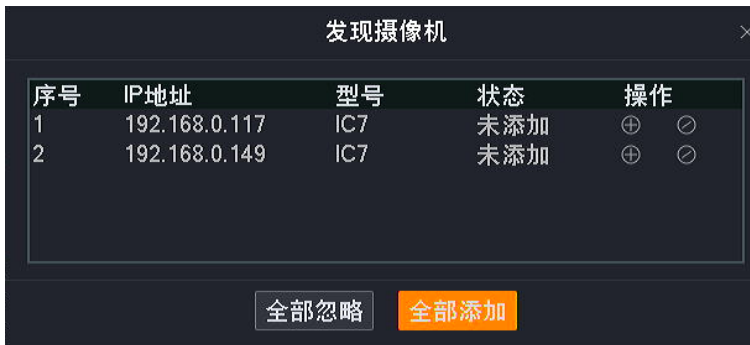 发现摄像机
序号 IP地址 型号 状态 操作
1 192.168.0.117 IC7 未添加
2 192.168.0.149 IC7 未添加
全部忽略 全部添加